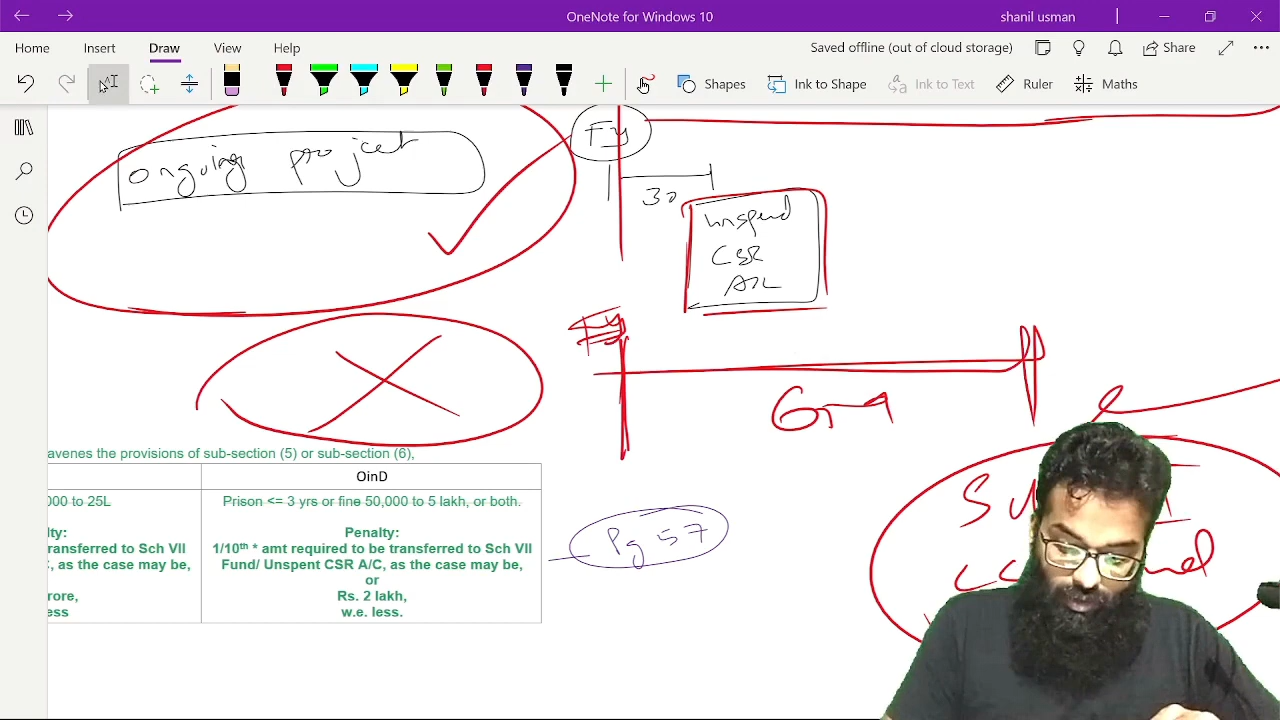 OneNote for Windows 10
shanil usman
Home Insert Draw View Help
Saved offline (out of cloud storage)
Share
Shapes
Ink to Shape
Ink to Text
Ruler
Maths
ongoing project
Fy
30
unspend
CSR
A/c
Fy
6m
avenes the provisions of sub-section (5) or sub-section (6),
OinD
000 to 25L
Prison <= 3 yrs or fine 50,000 to 5 lakh, or both.
lty:
ransferred to Sch VII
, as the case may be,
rore,
ess
Penalty:
1/10th * amt required to be transferred to Sch VII
Fund/ Unspent CSR A/C, as the case may be,
or
Rs. 2 lakh,
w.e. less.
Pg 57